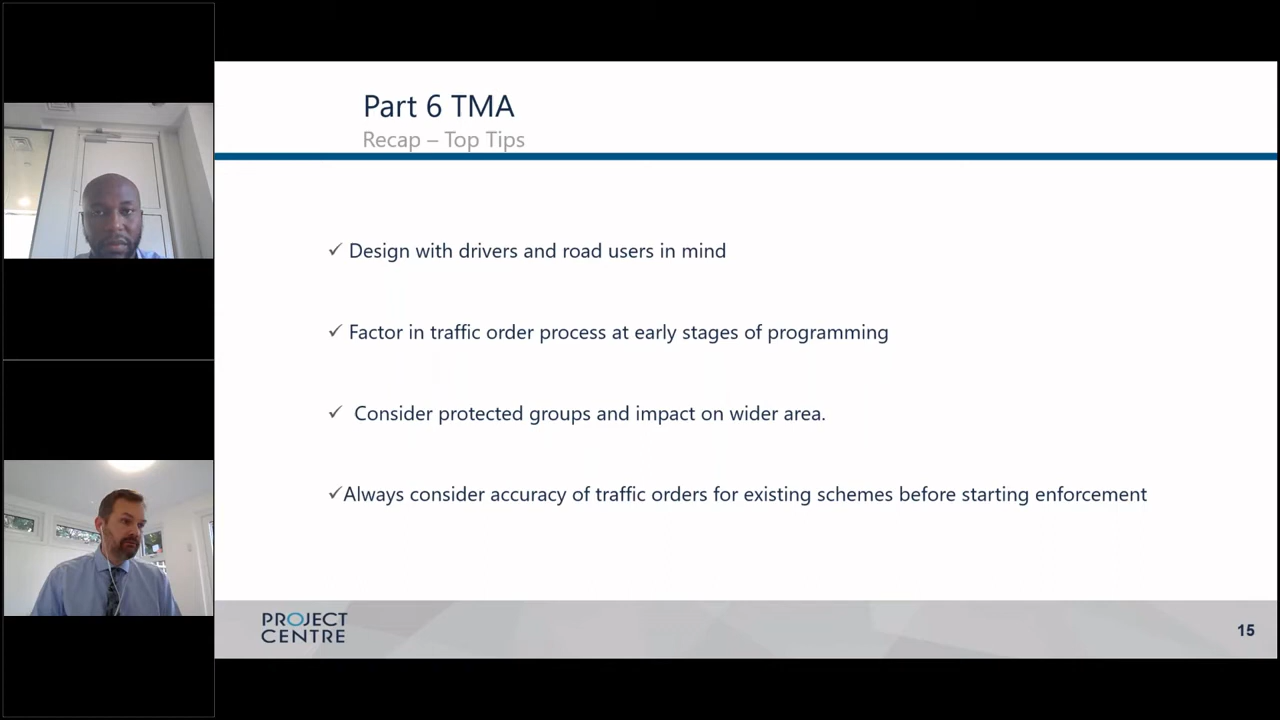 Part 6 TMA
Recap – Top Tips
✓ Design with drivers and road users in mind
✓ Factor in traffic order process at early stages of programming
✓ Consider protected groups and impact on wider area.
✓Always consider accuracy of traffic orders for existing schemes before starting enforcement
PROJECT
CENTRE
15